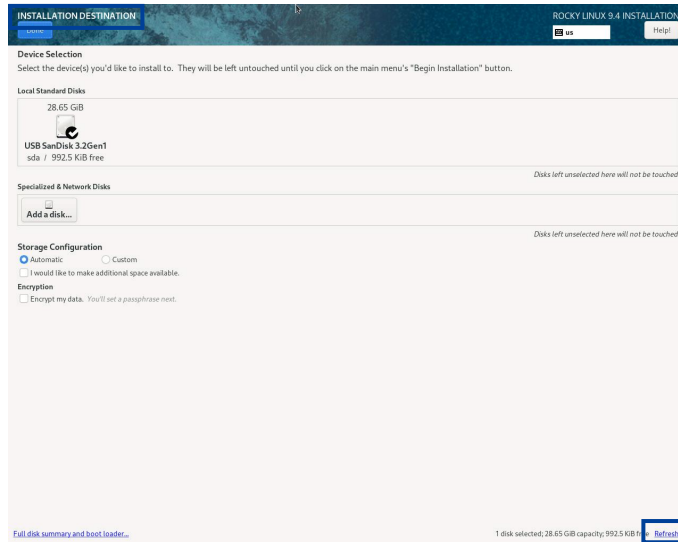 INSTALLATION DESTINATION
ROCKY LINUX 9.4 INSTALLATION
Done
us
Help!
Device Selection
Select the device(s) you'd like to install to. They will be left untouched until you click on the main menu's "Begin Installation" button.
Local Standard Disks
28.65 GiB
USB SanDisk 3.2Gen1
sda / 992.5 KiB free
Disks left unselected here will not be touched
Specialized & Network Disks
Add a disk...
Disks left unselected here will not be touched
Storage Configuration
Automatic Custom
I would like to make additional space available.
Encryption
Encrypt my data. You'll set a passphrase next.
Full disk summary and boot loader...
1 disk selected; 28.65 GiB capacity; 992.5 KiB free Refresh